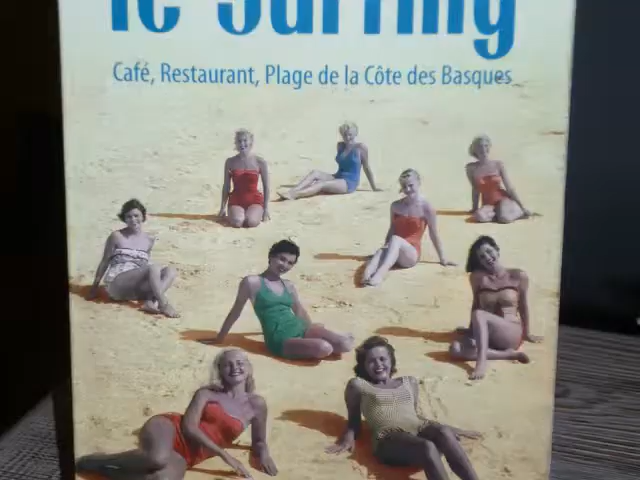 le Surfing
Café, Restaurant, Plage de la Côte des Basques